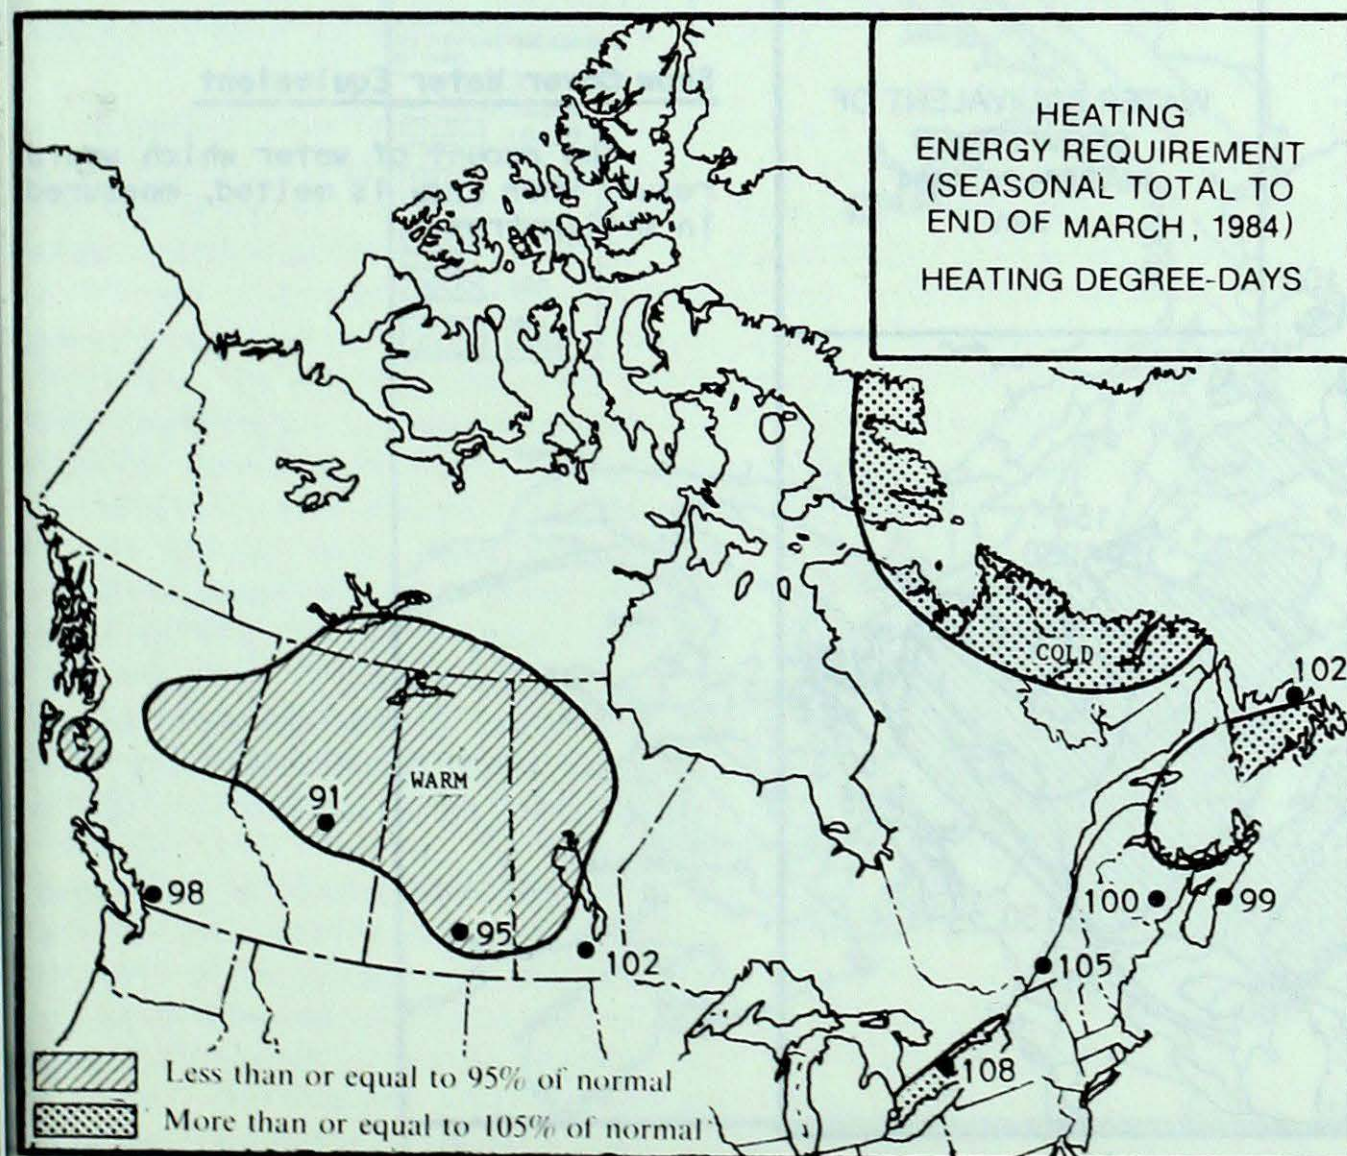 HEATING
ENERGY REQUIREMENT
(SEASONAL TOTAL TO
END OF MARCH, 1984)
HEATING DEGREE-DAYS
COLD
102
WARM
91
98
95
102
100
99
105
108
Less than or equal to 95% of normal
More than or equal to 105% of normal